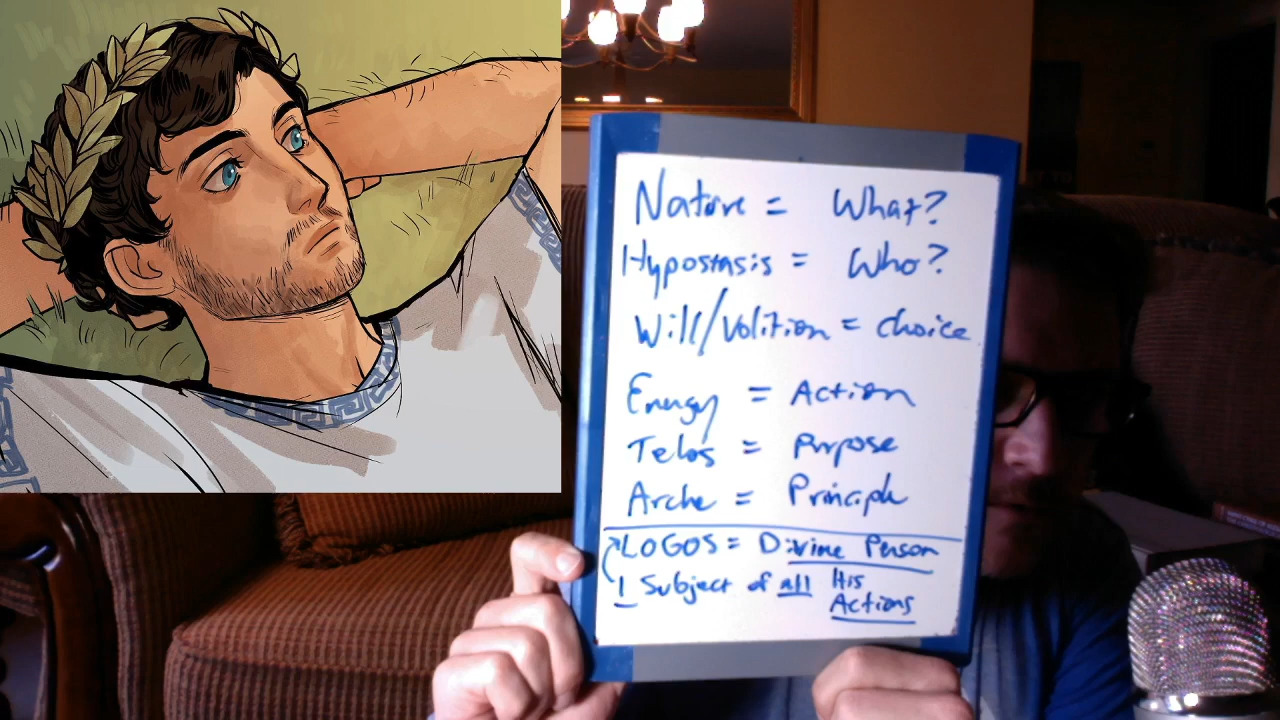 Nature = What?
Hypostasis = Who?
Will/Volition = choice
Energy = Action
Telos = Purpose
Arche = Principle
LOGOS = Divine Person
1 Subject of all His
Actions